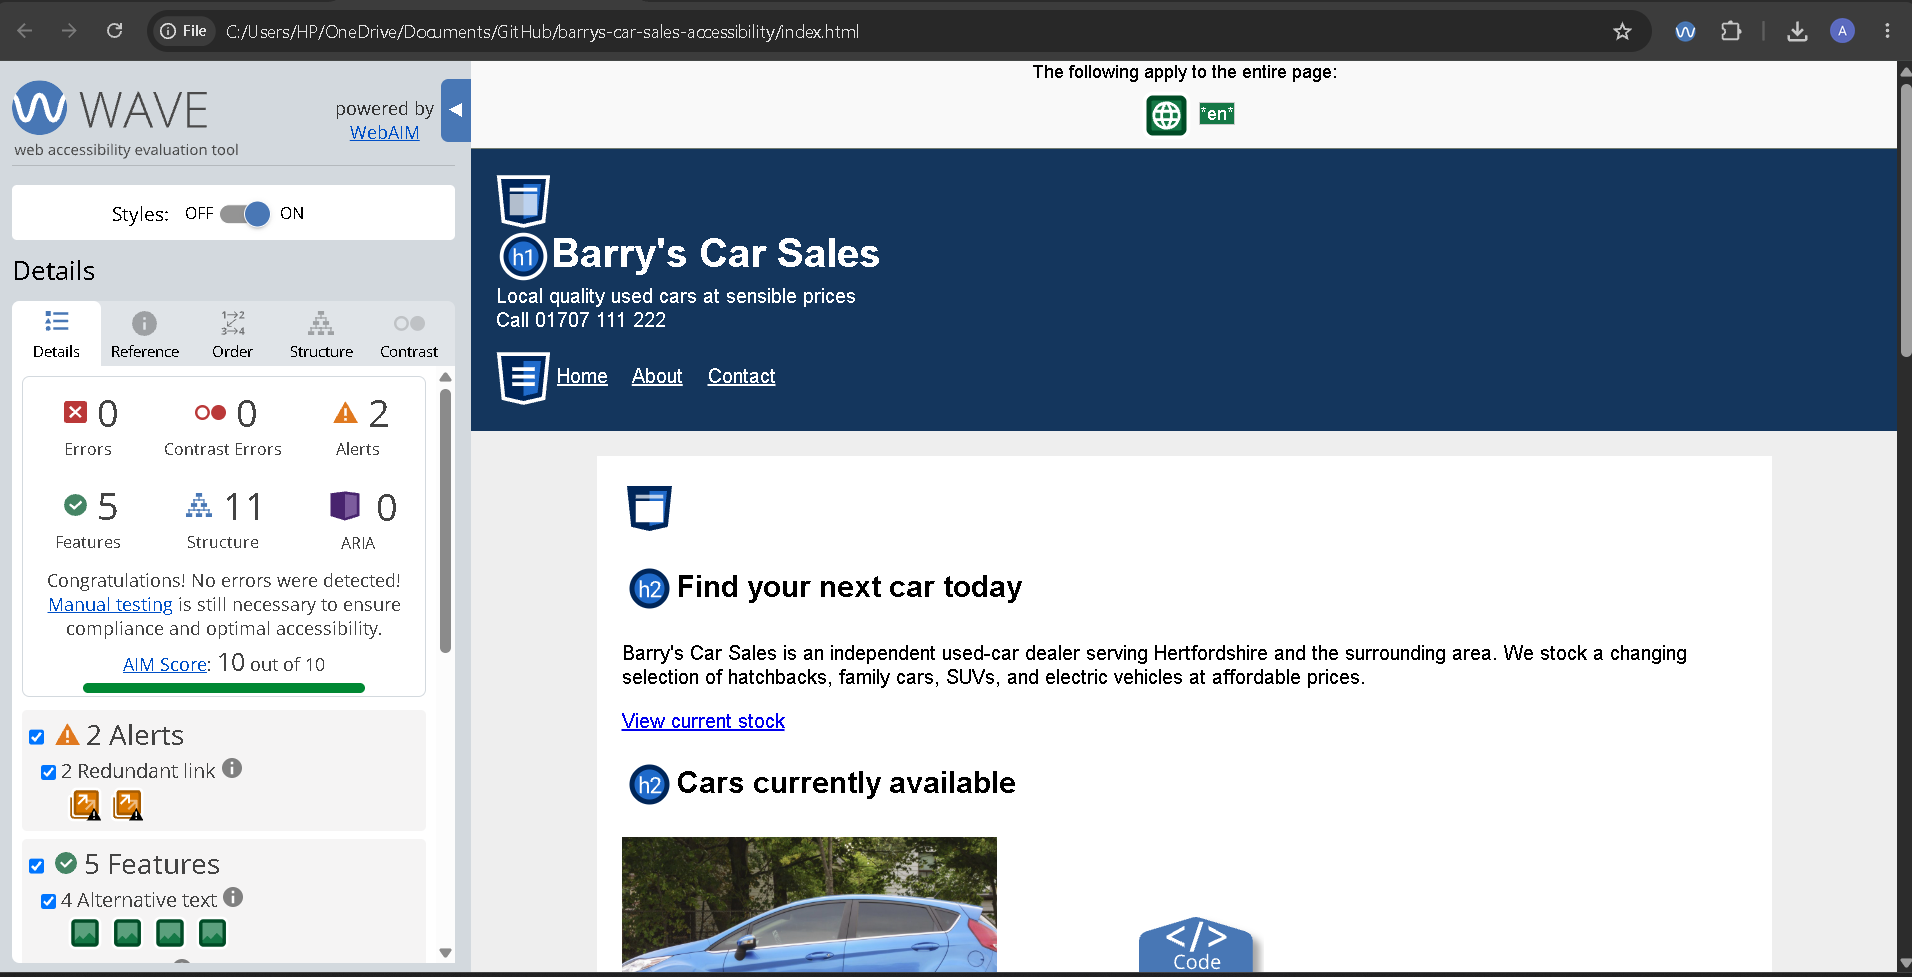 File C:/Users/HP/OneDrive/Documents/GitHub/barrys-car-sales-accessibility/index.html
A
WAVE
powered by
WebAIM
web accessibility evaluation tool
Styles: OFF ON
Details
Details Reference Order Structure Contrast
0 0 2
Errors Contrast Errors Alerts
5 11 0
Features Structure ARIA
Congratulations! No errors were detected!
Manual testing is still necessary to ensure
compliance and optimal accessibility.
AIM Score: 10 out of 10
2 Alerts
2 Redundant link
5 Features
4 Alternative text
The following apply to the entire page:
*en*
h1 Barry's Car Sales
Local quality used cars at sensible prices
Call 01707 111 222
Home About Contact
h2 Find your next car today
Barry's Car Sales is an independent used-car dealer serving Hertfordshire and the surrounding area. We stock a changing
selection of hatchbacks, family cars, SUVs, and electric vehicles at affordable prices.
View current stock
h2 Cars currently available
</> Code